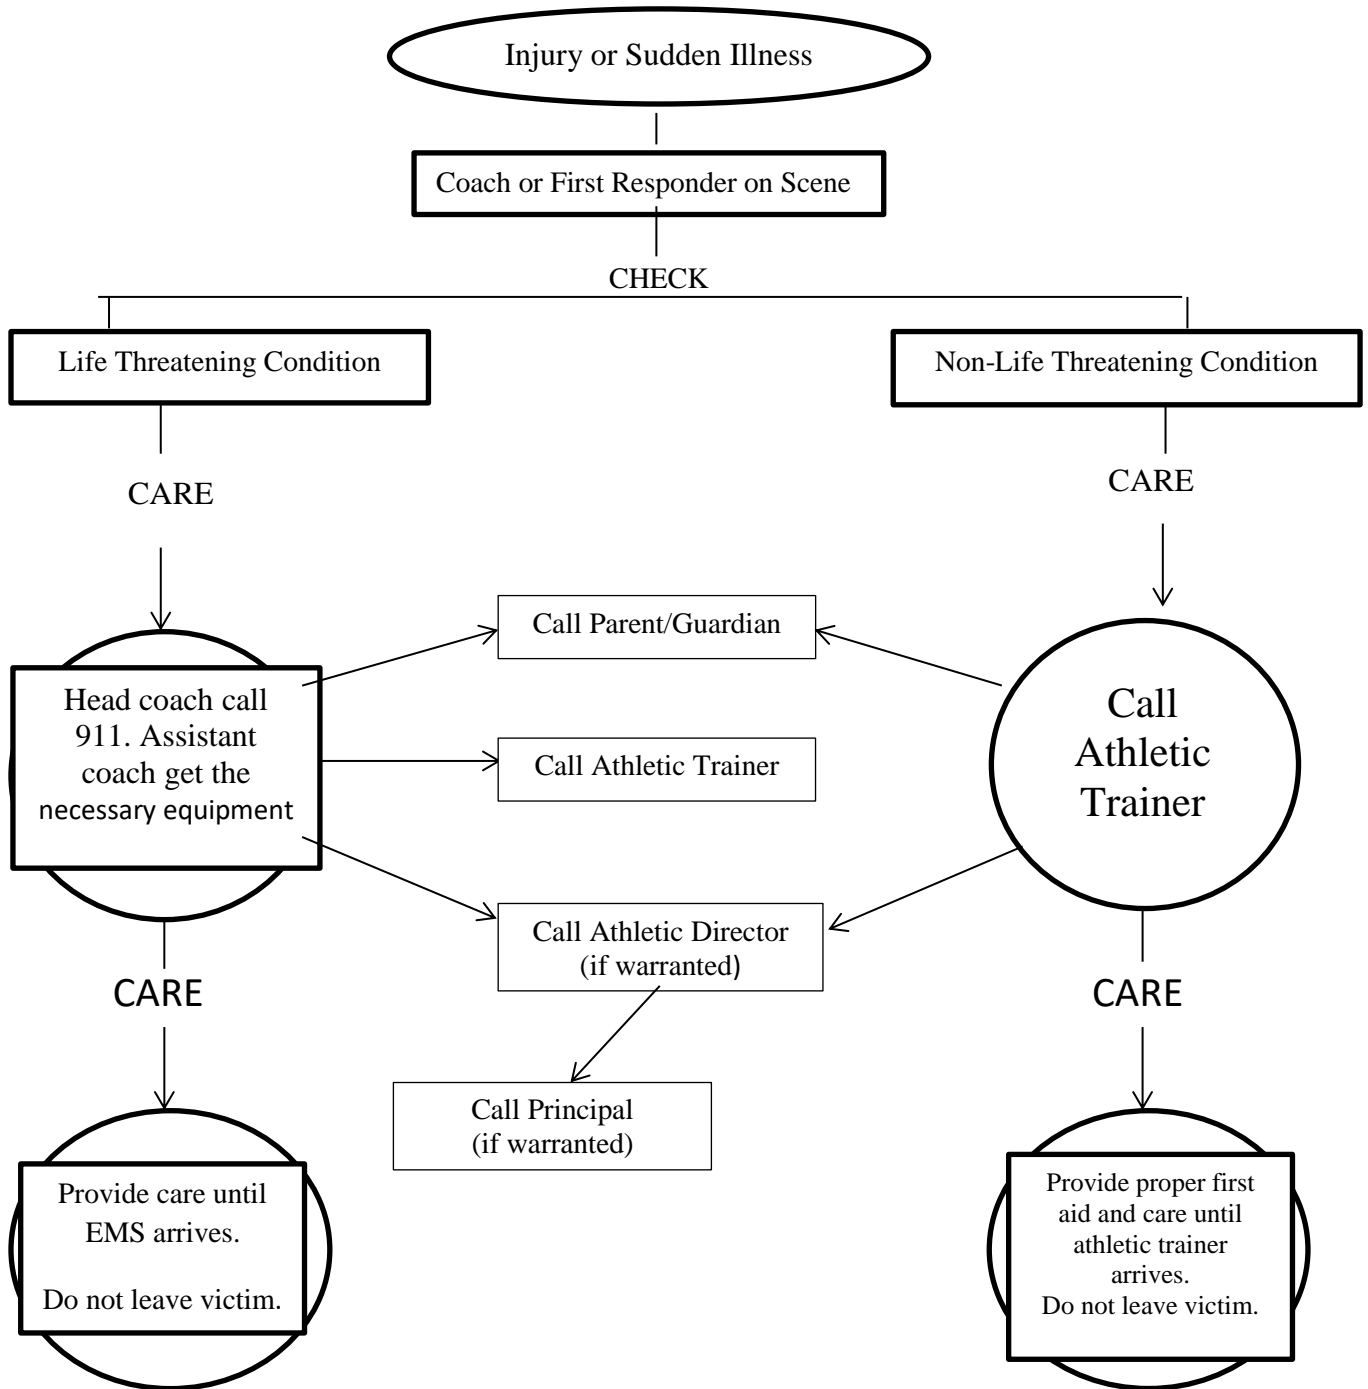 Injury or Sudden Illness
Coach or First Responder on Scene
CHECK
Life Threatening Condition
Non-Life Threatening Condition
CARE
CARE
Head coach call
911. Assistant
coach get the
necessary equipment
Call Parent/Guardian
Call Athletic Trainer
Call Athletic Director
(if warranted)
Call Principal
(if warranted)
Call
Athletic
Trainer
CARE
CARE
Provide care until
EMS arrives.
Do not leave victim.
Provide proper first
aid and care until
athletic trainer
arrives.
Do not leave victim.